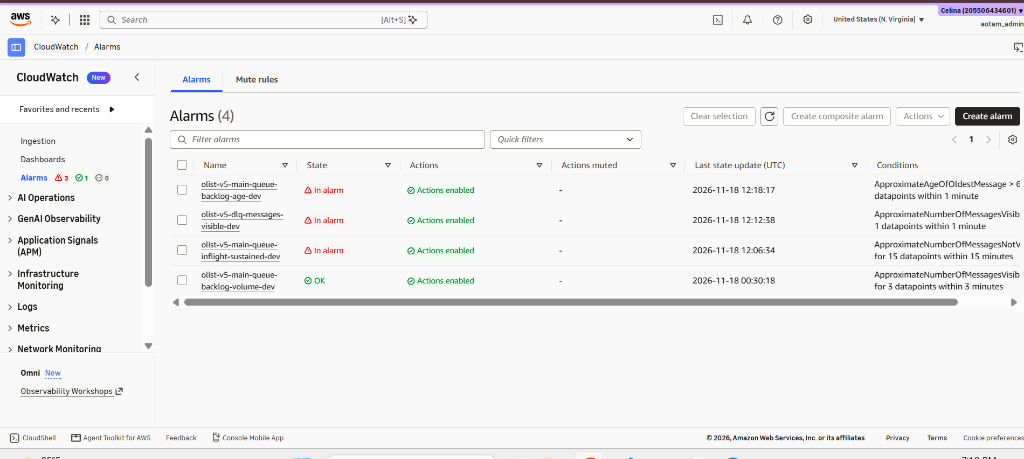 aws
Search
[Alt+S]
United States (N. Virginia)
Celina (205506434601)
aotam_admin
CloudWatch / Alarms
CloudWatch New
Favorites and recents
Ingestion
Dashboards
Alarms 3 1 0
AI Operations
GenAI Observability
Application Signals
(APM)
Infrastructure
Monitoring
Logs
Metrics
Network Monitoring
Omni New
Observability Workshops
Alarms Mute rules
Alarms (4)
Clear selection Create composite alarm Actions Create alarm
Filter alarms
Quick filters
1
Name State Actions Actions muted Last state update (UTC) Conditions
olist-v5-main-queue-
backlog-age-dev
In alarm Actions enabled - 2026-11-18 12:18:17
ApproximateAgeOfOldestMessage > 6
datapoints within 1 minute
olist-v5-dlq-messages-
visible-dev
In alarm Actions enabled - 2026-11-18 12:12:38
ApproximateNumberOfMessagesVisib
1 datapoints within 1 minute
olist-v5-main-queue-
inflight-sustained-dev
In alarm Actions enabled - 2026-11-18 12:06:34
ApproximateNumberOfMessagesNotV
for 15 datapoints within 15 minutes
olist-v5-main-queue-
backlog-volume-dev
OK Actions enabled - 2026-11-18 00:30:18
ApproximateNumberOfMessagesVisib
for 3 datapoints within 3 minutes
CloudShell Agent Toolkit for AWS Feedback Console Mobile App
© 2026, Amazon Web Services, Inc. or its affiliates. Privacy Terms Cookie preferences